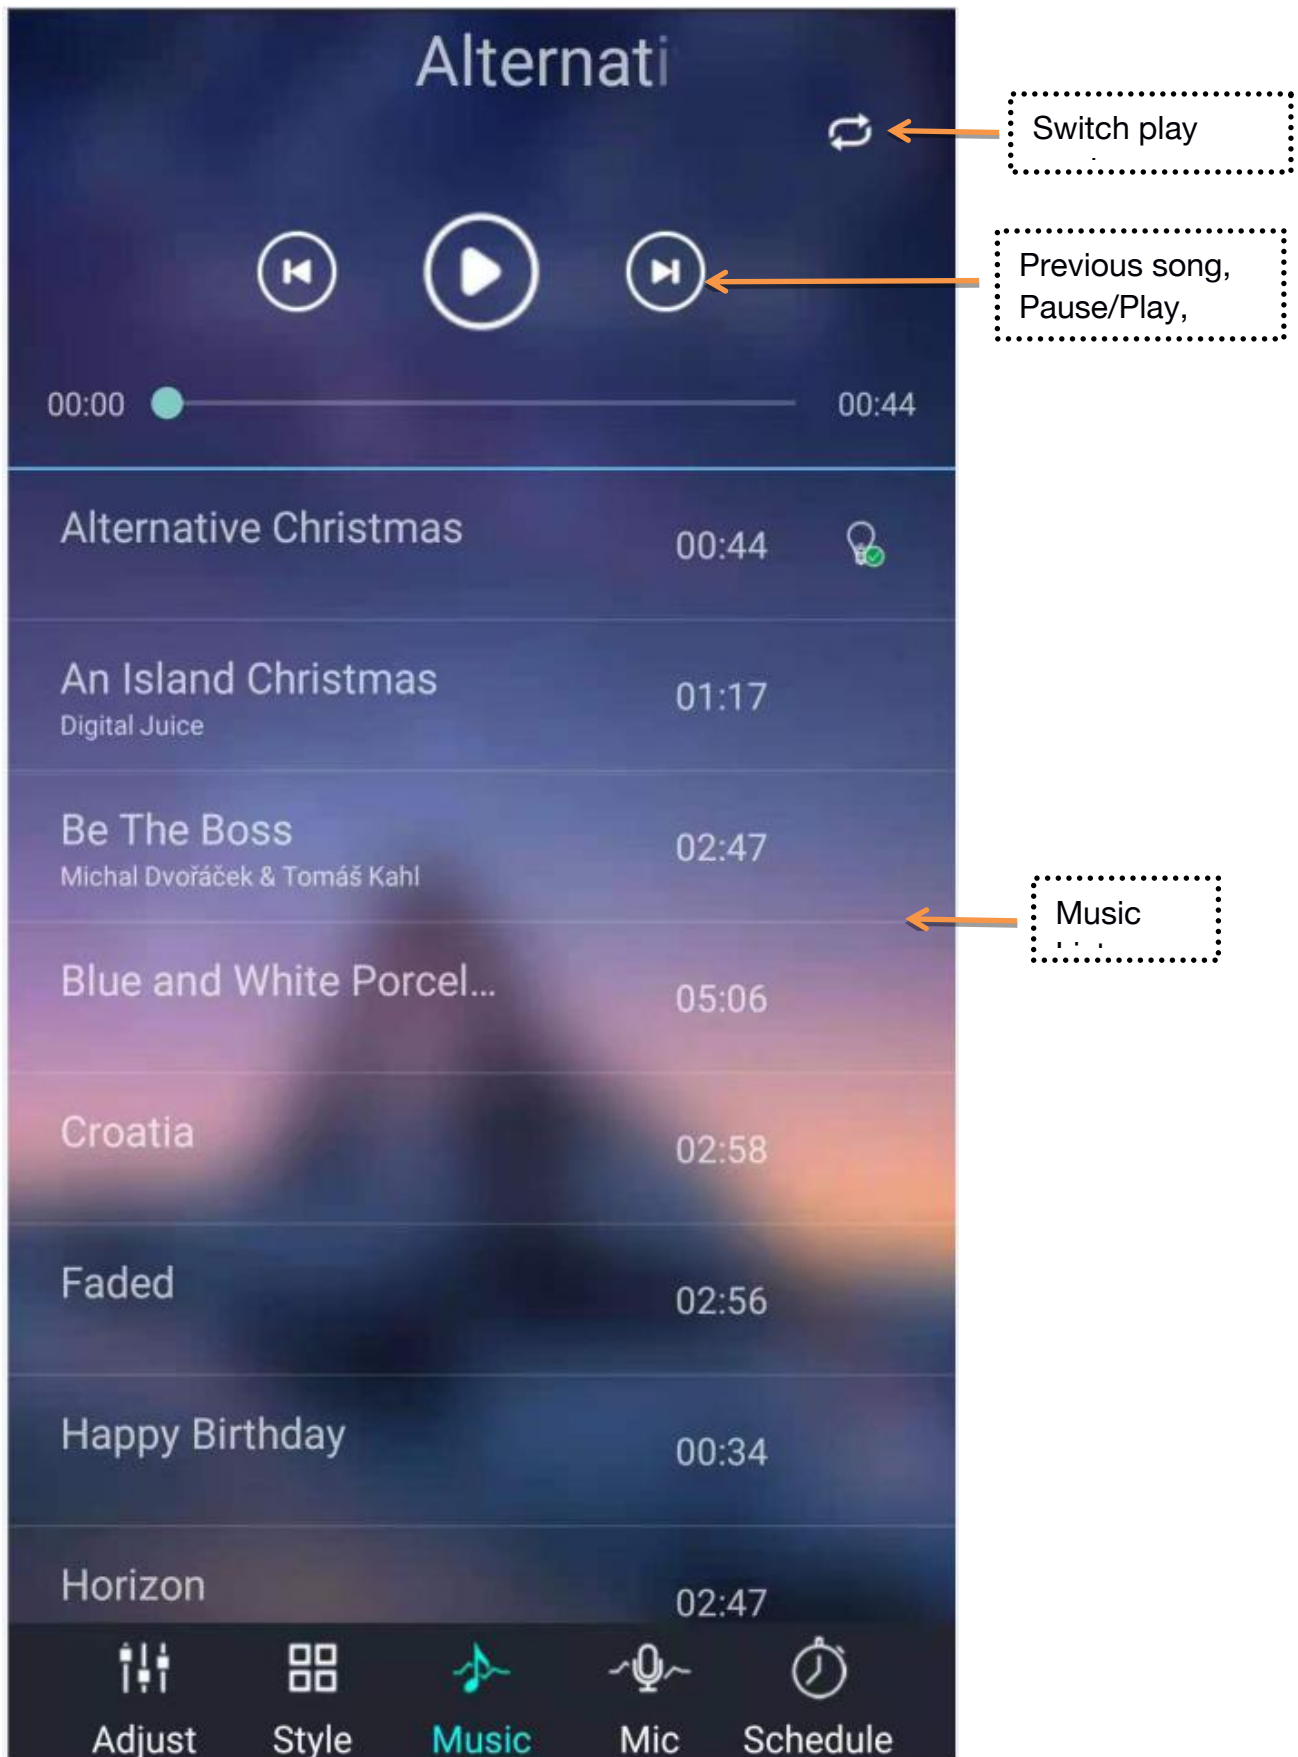 Alternati
Switch play
Previous song,
Pause/Play,
00:00
00:44
Alternative Christmas
00:44
An Island Christmas
Digital Juice
01:17
Be The Boss
Michal Dvořáček & Tomáš Kahl
02:47
Music
Blue and White Porcel...
05:06
Croatia
02:58
Faded
02:56
Happy Birthday
00:34
Horizon
02:47
Adjust
Style
Music
Mic
Schedule